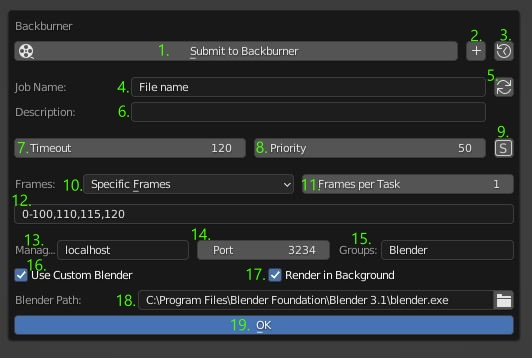 Backburner
1. Submit to Backburner 2. + 3.
Job Name: 4. File name 5.
Description: 6.
7. Timeout 120 8. Priority 50 9. S
Frames: 10. Specific Frames 11. Frames per Task 1
12.
0-100,110,115,120
13. 14. 15.
Manag... localhost Port 3234 Groups: Blender
16. Use Custom Blender 17. Render in Background
Blender Path: 18. C:\Program Files\Blender Foundation\Blender 3.1\blender.exe
19. OK